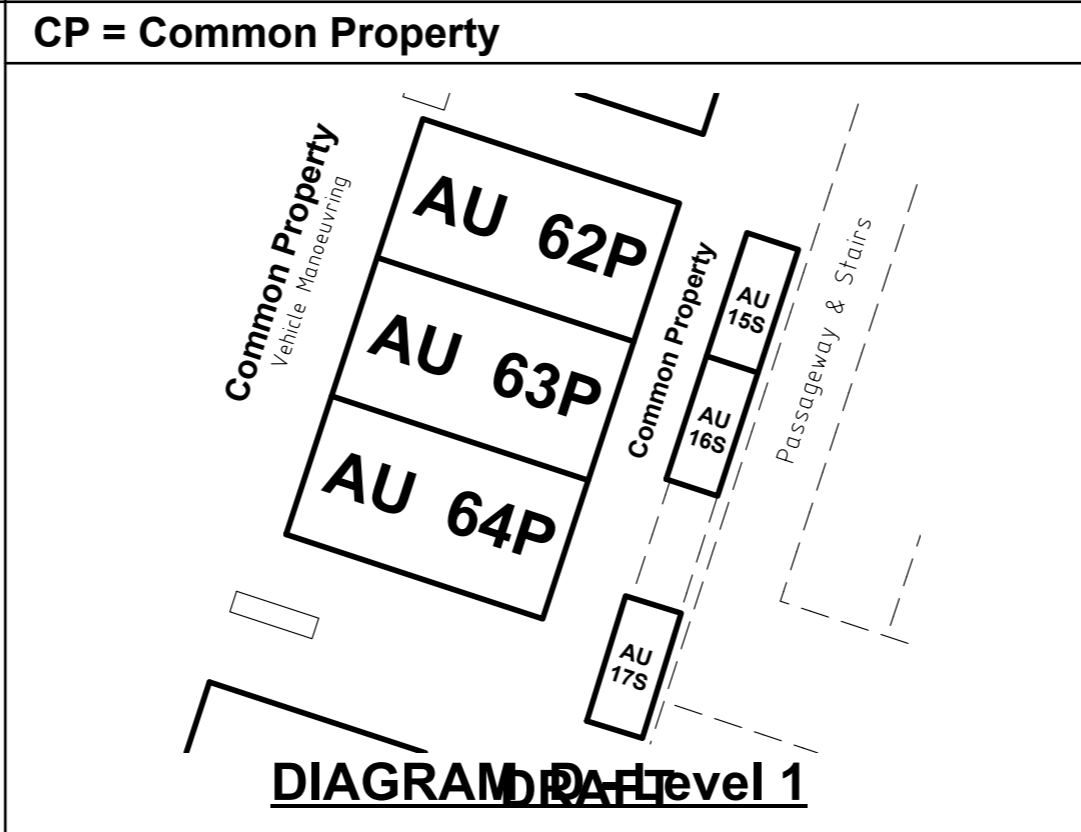 CP = Common Property
Common Property
Vehicle Manoeuvring
AU 62P
AU 63P
AU 64P
Common Property
AU
15S
AU
16S
Passageway & Stairs
AU
17S
DIAGRAM D - Level 1
DRAFT